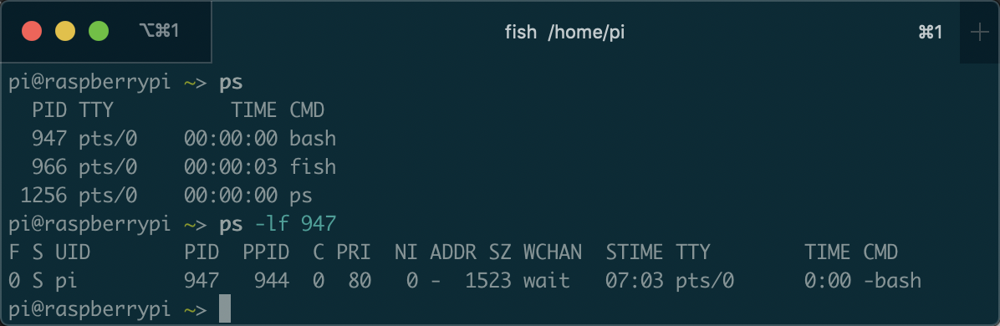 ⌥⌘1 fish /home/pi ⌘1 +
pi@raspberrypi ~> ps
  PID TTY          TIME CMD
  947 pts/0    00:00:00 bash
  966 pts/0    00:00:03 fish
 1256 pts/0    00:00:00 ps
pi@raspberrypi ~> ps -lf 947
F S UID        PID  PPID  C PRI  NI ADDR SZ WCHAN  STIME TTY        TIME CMD
0 S pi         947   944  0  80   0 -  1523 wait   07:03 pts/0      0:00 -bash
pi@raspberrypi ~>